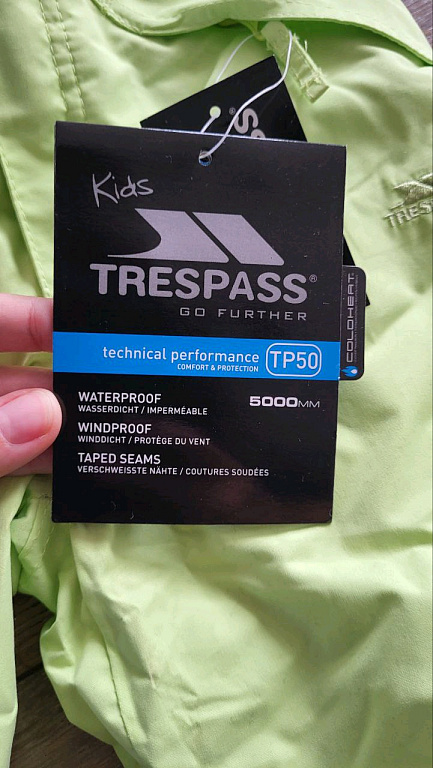 Kids
TRESPASS®
GO FURTHER
technical performance TP50
COMFORT & PROTECTION
WATERPROOF 5000MM
WASSERDICHT / IMPERMÉABLE
WINDPROOF
WINDDICHT / PROTÈGE DU VENT
TAPED SEAMS
VERSCHWEISSTE NÄHTE / COUTURES SOUDÉES
COLDHEAT